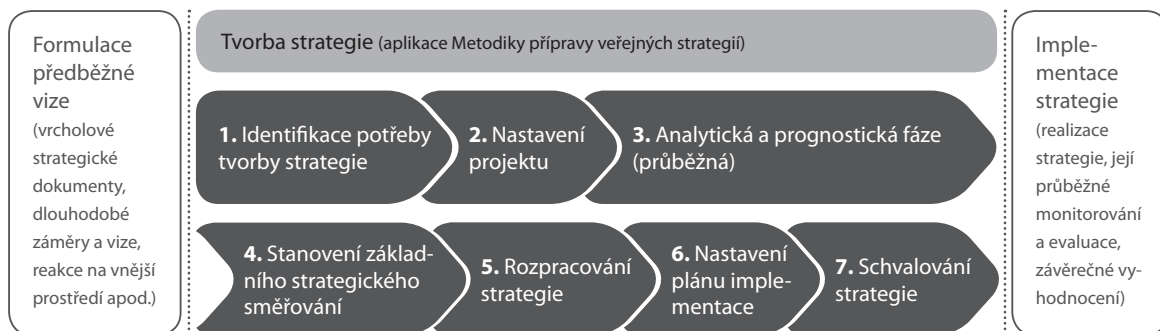 Formulace
předběžné
vize
(vrcholové
strategické
dokumenty,
dlouhodobé
záměry a vize,
reakce na vnější
prostředí apod.)
Tvorba strategie (aplikace Metodiky přípravy veřejných strategií)
1. Identifikace potřeby
tvorby strategie
2. Nastavení
projektu
3. Analytická a prognostická fáze
(průběžná)
4. Stanovení základ-
ního strategického
směřování
5. Rozpracování
strategie
6. Nastavení
plánu imple-
mentace
7. Schvalování
strategie
Imple-
mentace
strategie
(realizace
strategie, její
průběžné
monitorování
a evaluace,
závěrečné vy-
hodnocení)